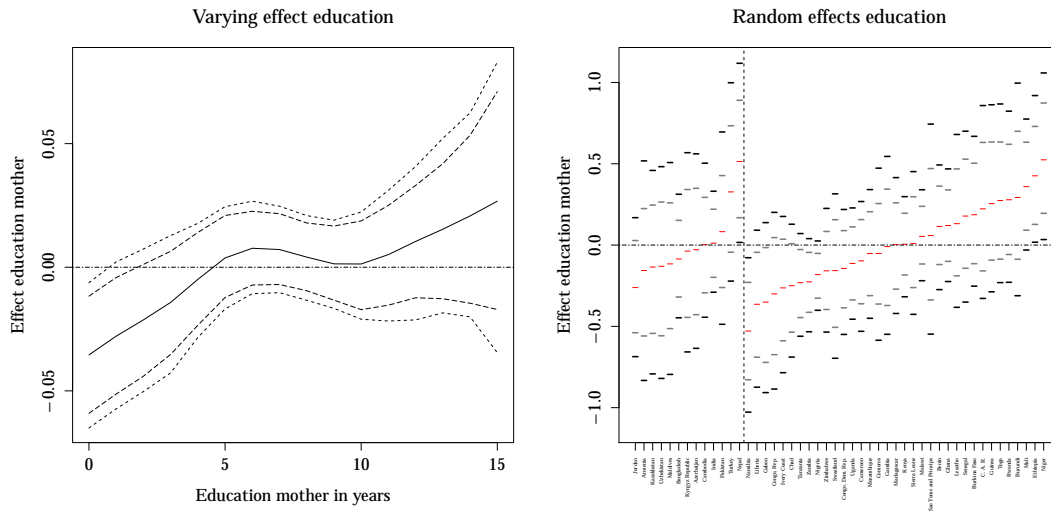 Varying effect education
Effect education mother
0.05
0.00
−0.05
0
5
10
15
Education mother in years
Random effects education
Effect education mother
1.0
0.5
0.0
−0.5
−1.0
Jordan
Armenia
Kazakhstan
Uzbekistan
Moldova
Bangladesh
Kyrgyz Republic
Azerbaijan
Cambodia
India
Pakistan
Turkey
Nepal
Namibia
Liberia
Gabon
Congo Rep.
Ivory Coast
Chad
Tanzania
Zambia
Nigeria
Zimbabwe
Swaziland
Congo, Dem. Rep.
Uganda
Cameroon
Mozambique
Comoros
Gambia
Madagascar
Kenya
Sierra Leone
Malawi
Sao Tome and Principe
Benin
Ghana
Lesotho
Senegal
Burkina Faso
C. A. R.
Guinea
Togo
Rwanda
Burundi
Mali
Ethiopia
Niger